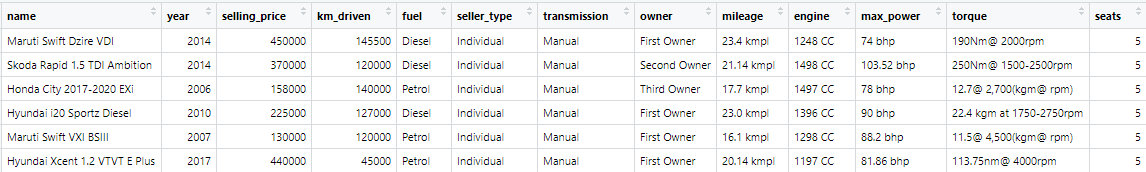 name year selling_price km_driven fuel seller_type transmission owner mileage engine max_power torque seats
Maruti Swift Dzire VDI 2014 450000 145500 Diesel Individual Manual First Owner 23.4 kmpl 1248 CC 74 bhp 190Nm@ 2000rpm 5
Skoda Rapid 1.5 TDI Ambition 2014 370000 120000 Diesel Individual Manual Second Owner 21.14 kmpl 1498 CC 103.52 bhp 250Nm@ 1500-2500rpm 5
Honda City 2017-2020 EXi 2006 158000 140000 Petrol Individual Manual Third Owner 17.7 kmpl 1497 CC 78 bhp 12.7@ 2,700(kgm@ rpm) 5
Hyundai i20 Sportz Diesel 2010 225000 127000 Diesel Individual Manual First Owner 23.0 kmpl 1396 CC 90 bhp 22.4 kgm at 1750-2750rpm 5
Maruti Swift VXI BSIII 2007 130000 120000 Petrol Individual Manual First Owner 16.1 kmpl 1298 CC 88.2 bhp 11.5@ 4,500(kgm@ rpm) 5
Hyundai Xcent 1.2 VTVT E Plus 2017 440000 45000 Petrol Individual Manual First Owner 20.14 kmpl 1197 CC 81.86 bhp 113.75nm@ 4000rpm 5